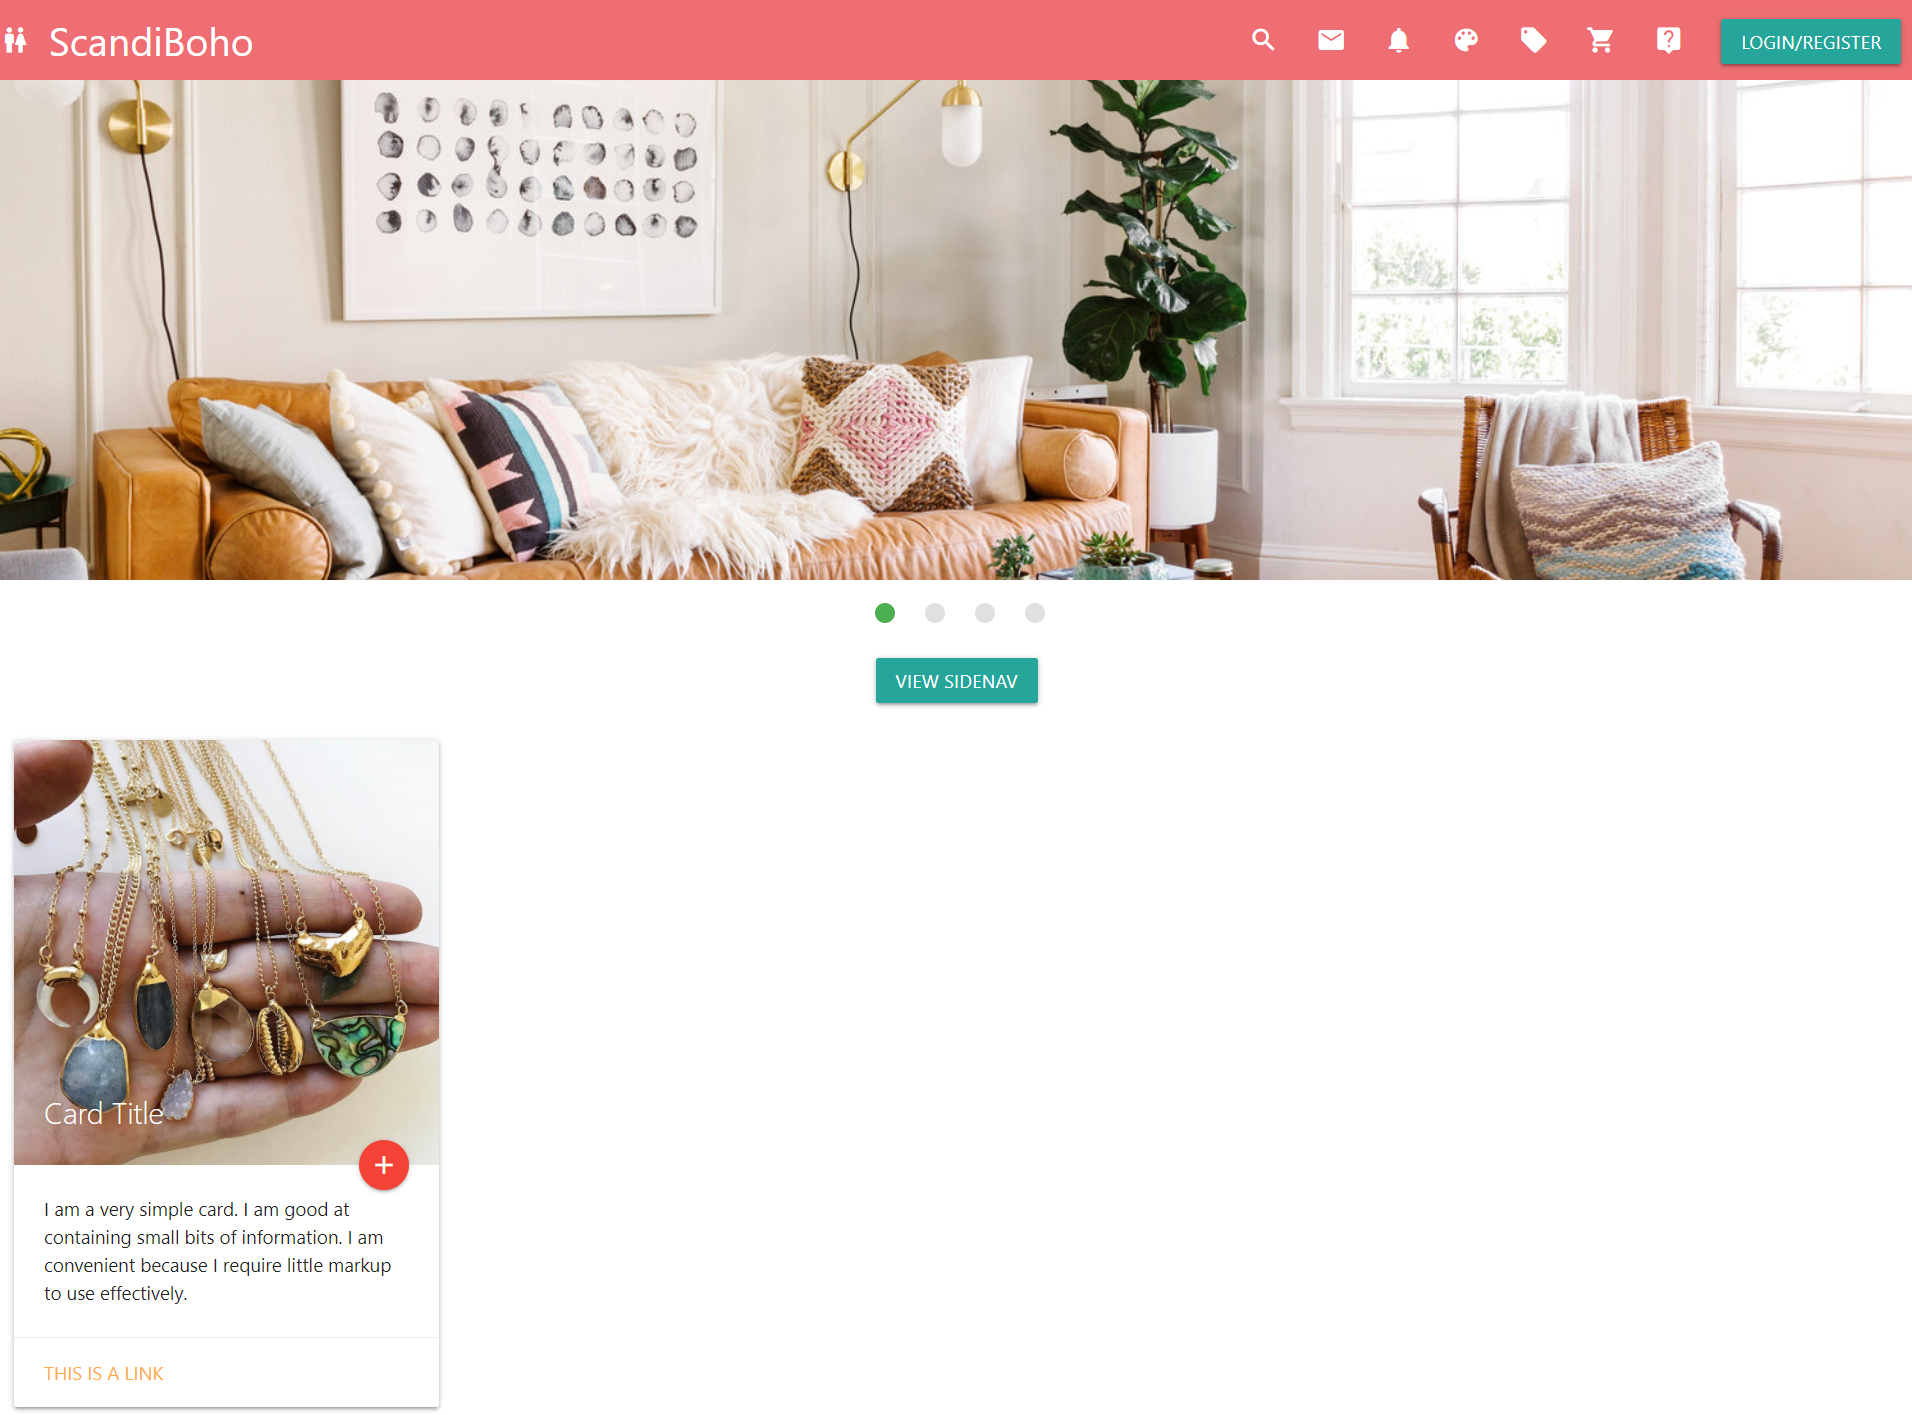 ScandiBoho
LOGIN/REGISTER
VIEW SIDENAV
Card Title
I am a very simple card. I am good at
containing small bits of information. I am
convenient because I require little markup
to use effectively.
THIS IS A LINK